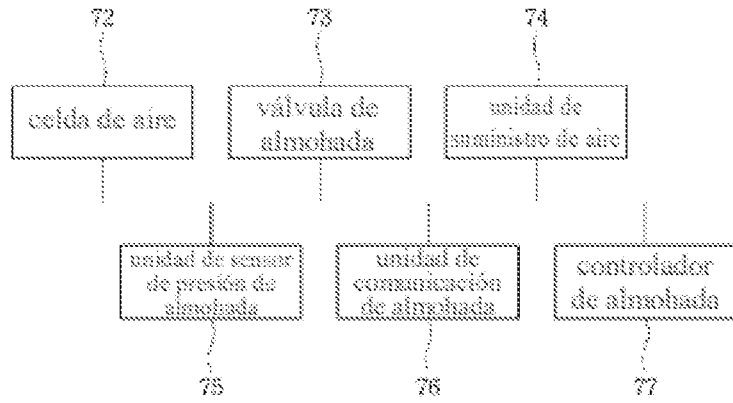 72 73 74
celda de aire
válvula de
almohada
unidad de
suministro de aire
unidad de sensor
de presión de
almohada
unidad de
comunicación
de almohada
controlador
de almohada
75 76 77